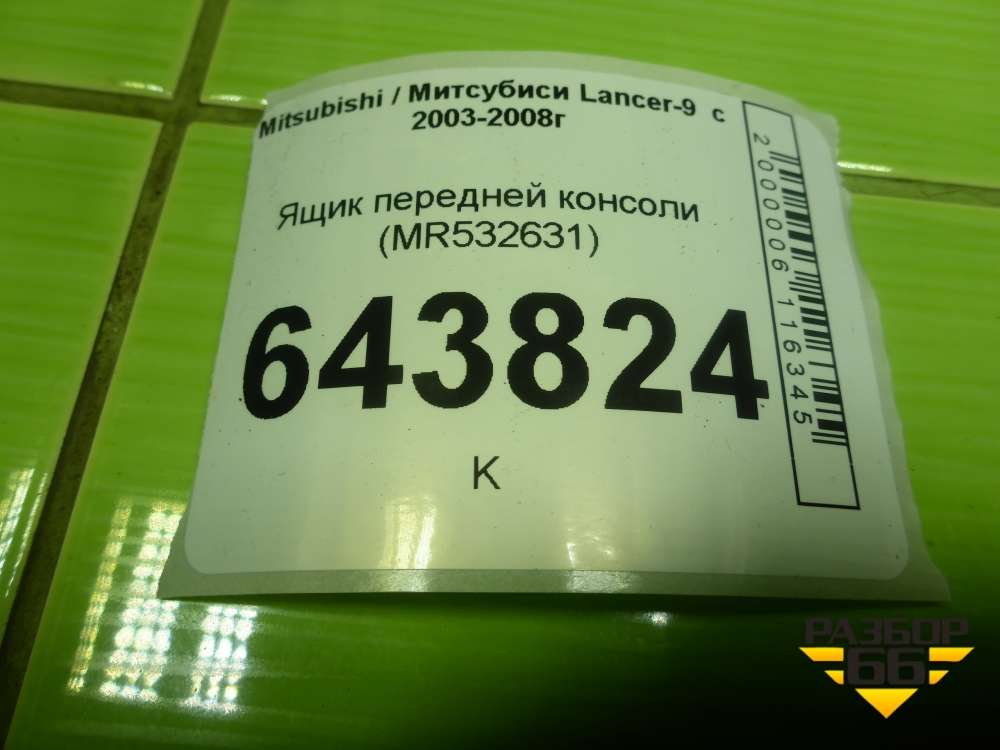 Mitsubishi / Митсубиси Lancer-9 с
2003-2008г
Ящик передней консоли
(MR532631)
643824
К
2000006116345
РАЗБОР
66